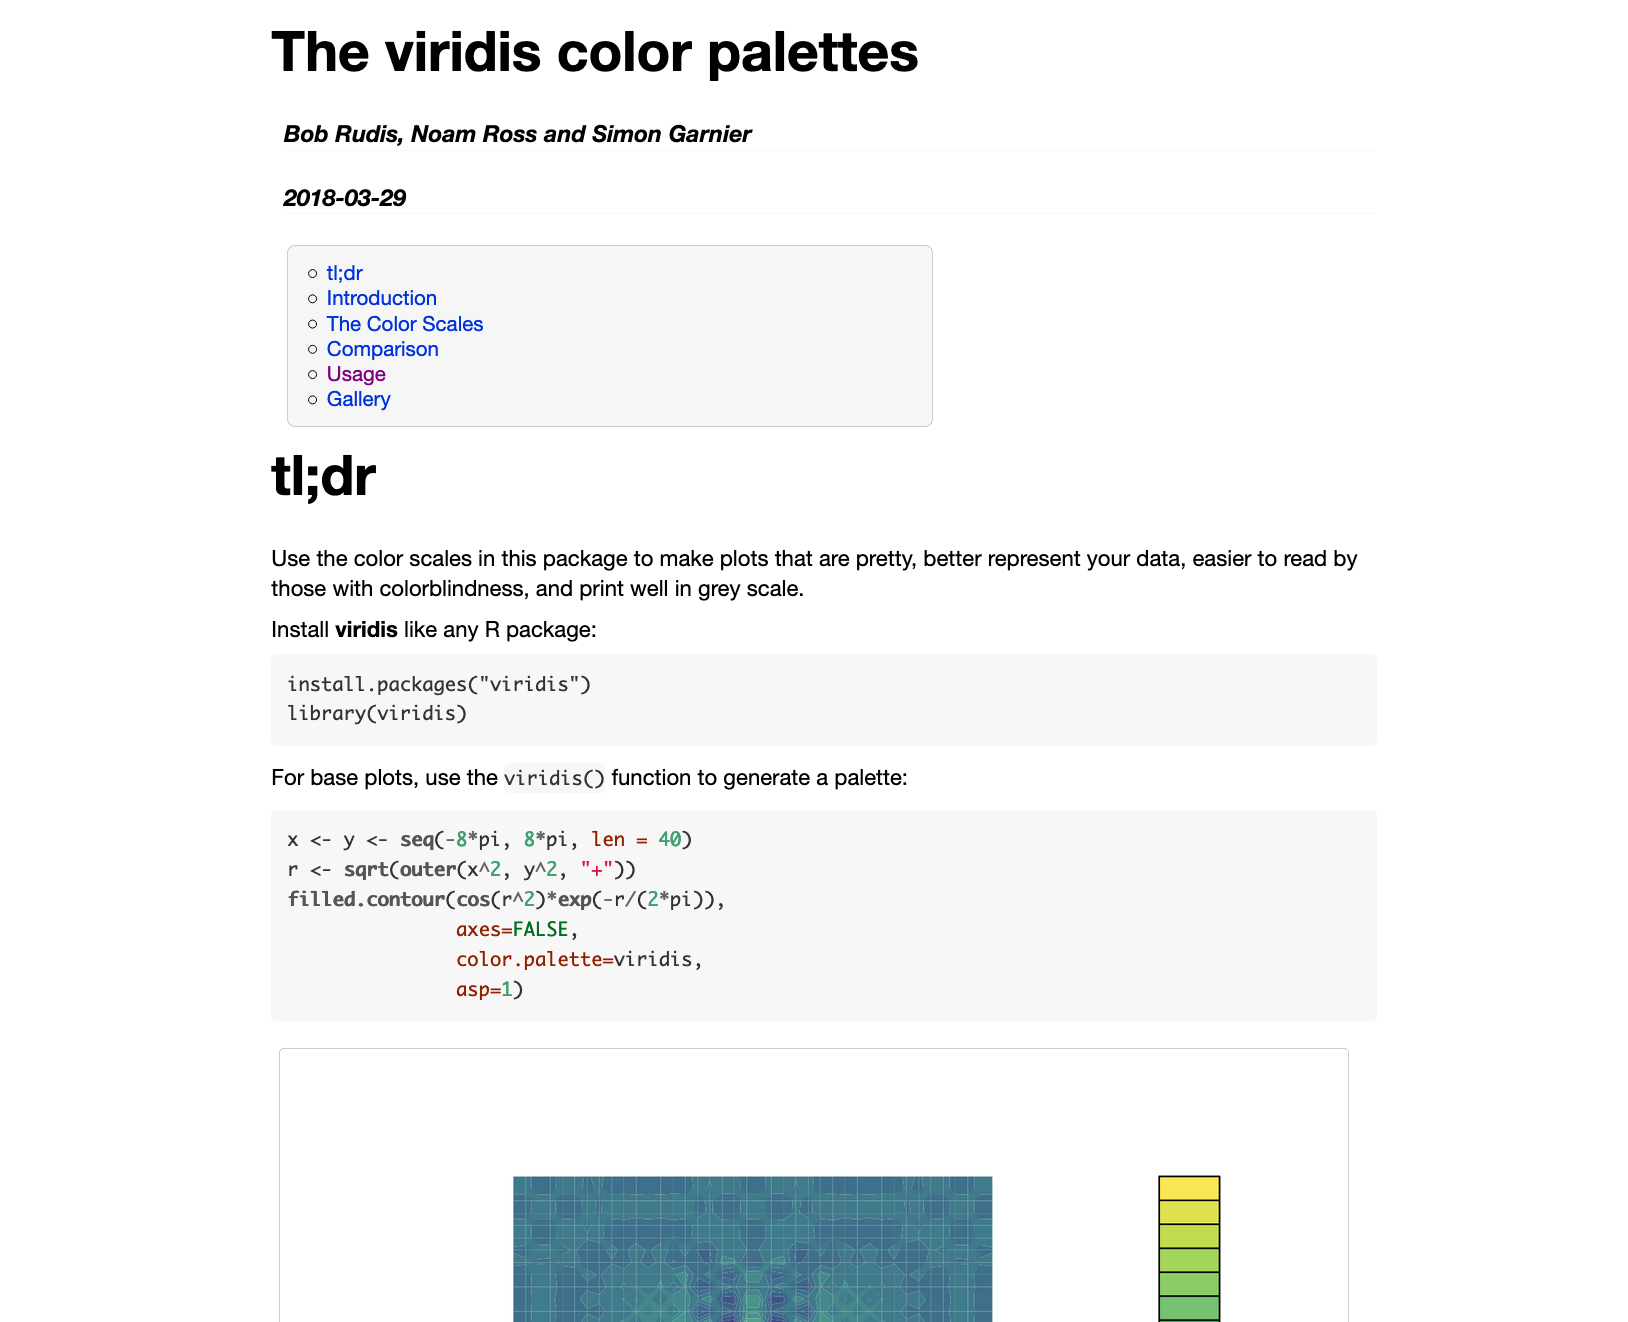 The viridis color palettes
Bob Rudis, Noam Ross and Simon Garnier
2018-03-29
tl;dr
Introduction
The Color Scales
Comparison
Usage
Gallery
tl;dr
Use the color scales in this package to make plots that are pretty, better represent your data, easier to read by
those with colorblindness, and print well in grey scale.
Install viridis like any R package:
install.packages("viridis")
library(viridis)
For base plots, use the viridis() function to generate a palette:
x <- y <- seq(-8*pi, 8*pi, len = 40)
r <- sqrt(outer(x^2, y^2, "+"))
filled.contour(cos(r^2)*exp(-r/(2*pi)),
               axes=FALSE,
               color.palette=viridis,
               asp=1)